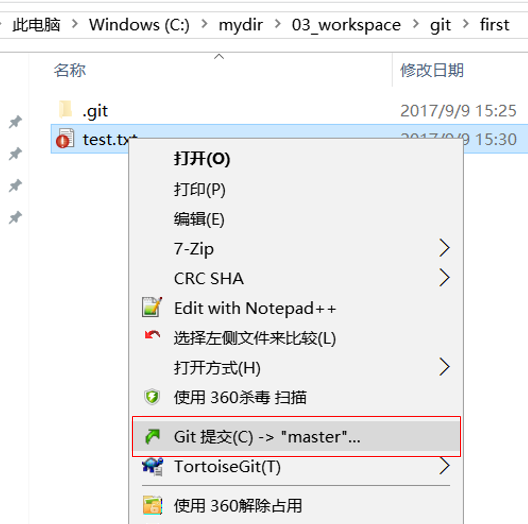 此电脑 > Windows (C:) > mydir > 03_workspace > git > first
名称 修改日期
.git 2017/9/9 15:25
test.txt 2017/9/9 15:30
打开(O)
打印(P)
编辑(E)
7-Zip
CRC SHA
Edit with Notepad++
选择左侧文件来比较(L)
打开方式(H)
使用 360杀毒 扫描
Git 提交(C) -> "master"...
TortoiseGit(T)
使用 360解除占用